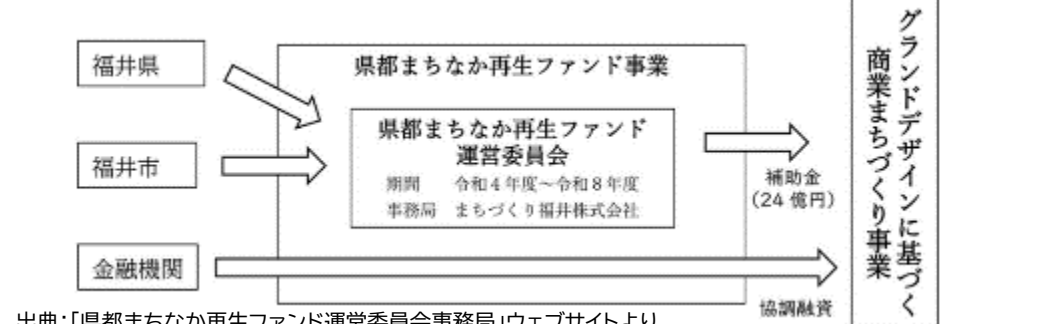 福井県
福井市
金融機関
県都まちなか再生ファンド事業
県都まちなか再生ファンド
運営委員会
期間　令和４年度～令和８年度
事務局　まちづくり福井株式会社
補助金
(24 億円)
協調融資
グランドデザインに基づく
商業まちづくり事業
出典：「県都まちなか再生ファンド運営委員会事務局」ウェブサイトより